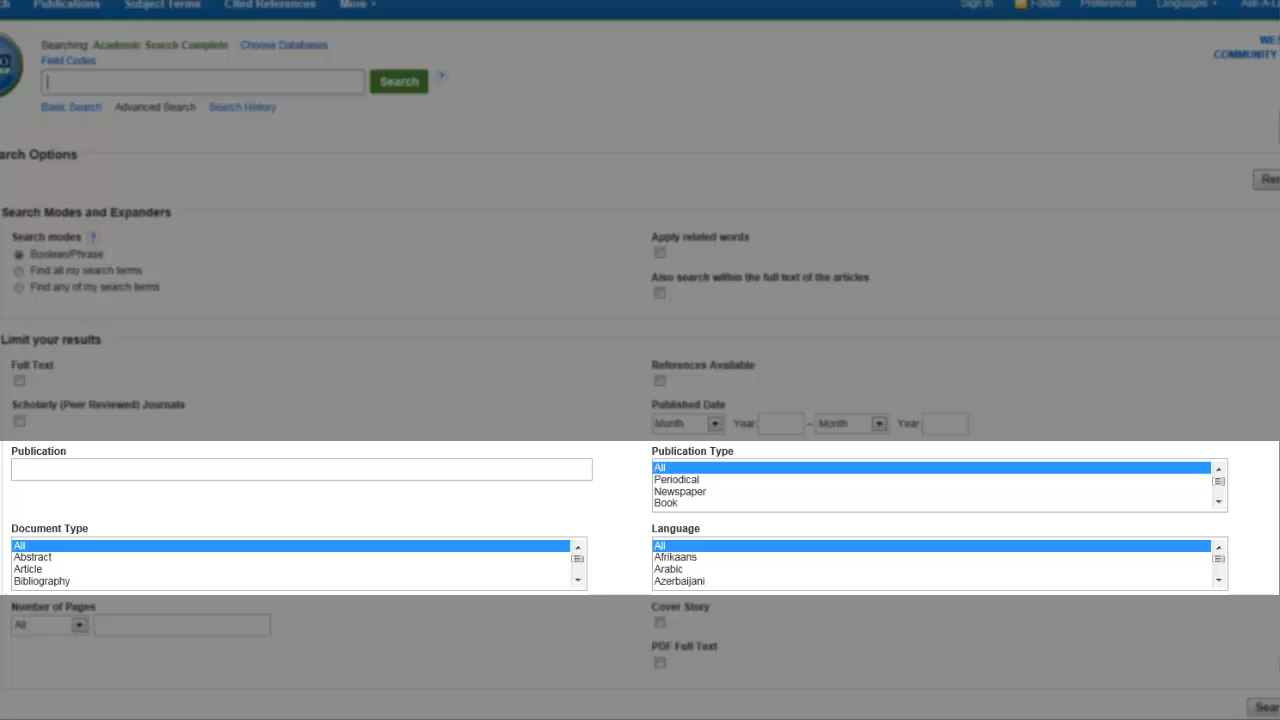 Publications Subject Terms Cited References More
Sign In Folder Preferences Languages
Searching: Academic Search Complete Choose Databases
WES
Field Codes
COMMUNITY
Search ?
Basic Search Advanced Search Search History
arch Options
Res
Search Modes and Expanders
Search modes ?
Boolean/Phrase
Find all my search terms
Find any of my search terms
Apply related words
Also search within the full text of the articles
Limit your results
Full Text
References Available
Scholarly (Peer Reviewed) Journals
Published Date
Month Year: – Month Year:
Publication
Publication Type
All
Periodical
Newspaper
Book
Document Type
All
Abstract
Article
Bibliography
Language
All
Afrikaans
Arabic
Azerbaijani
Number of Pages
All
Cover Story
PDF Full Text
Sear